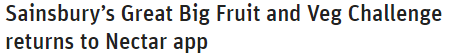 Sainsbury’s Great Big Fruit and Veg Challenge
returns to Nectar app